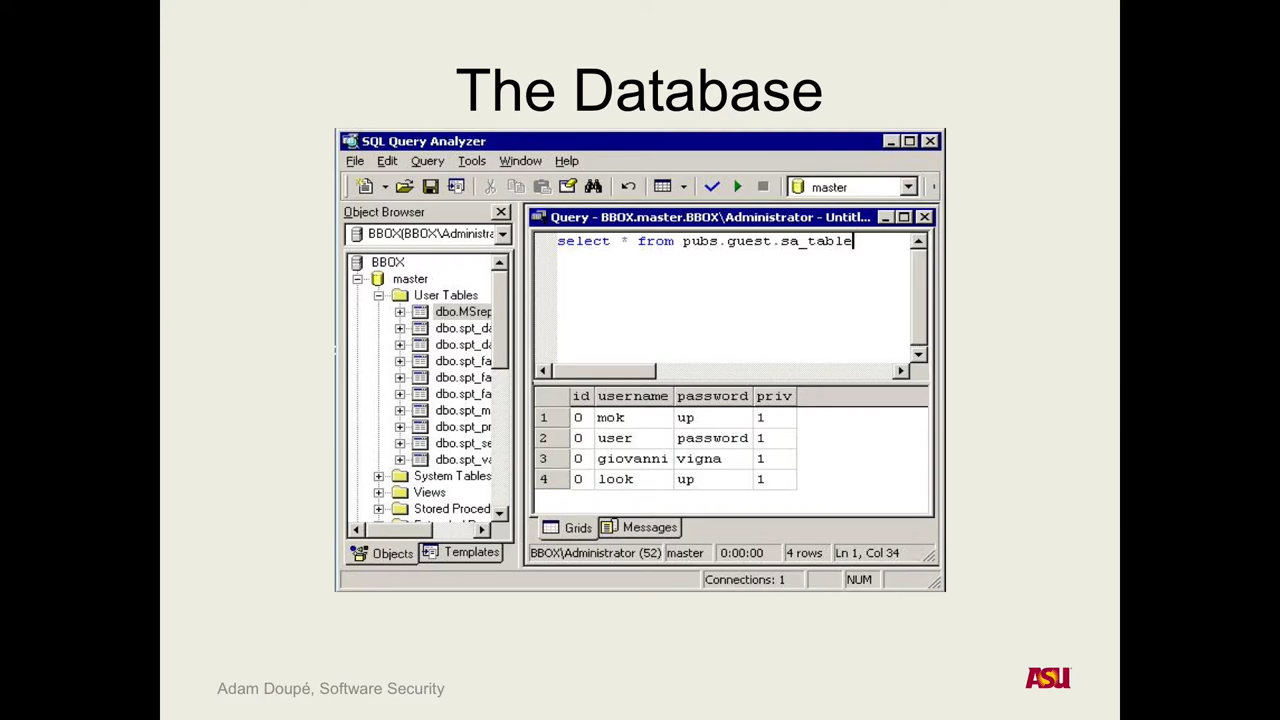 The Database
SQL Query Analyzer
File Edit Query Tools Window Help
master
Object Browser
BBOX(BBOX\Administra
Query - BBOX.master.BBOX\Administrator - Untitl...
select * from pubs.guest.sa_table
BBOX
master
User Tables
dbo.MSrep
dbo.spt_da
dbo.spt_da
dbo.spt_fa
dbo.spt_fa
dbo.spt_fa
dbo.spt_m
dbo.spt_pr
dbo.spt_se
dbo.spt_va
System Tables
Views
Stored Proced
Objects Templates
id username password priv
1 0 mok up 1
2 0 user password 1
3 0 giovanni vigna 1
4 0 look up 1
Grids Messages
BBOX\Administrator (52) master 0:00:00 4 rows Ln 1, Col 34
Connections: 1 NUM
Adam Doupé, Software Security
ASU